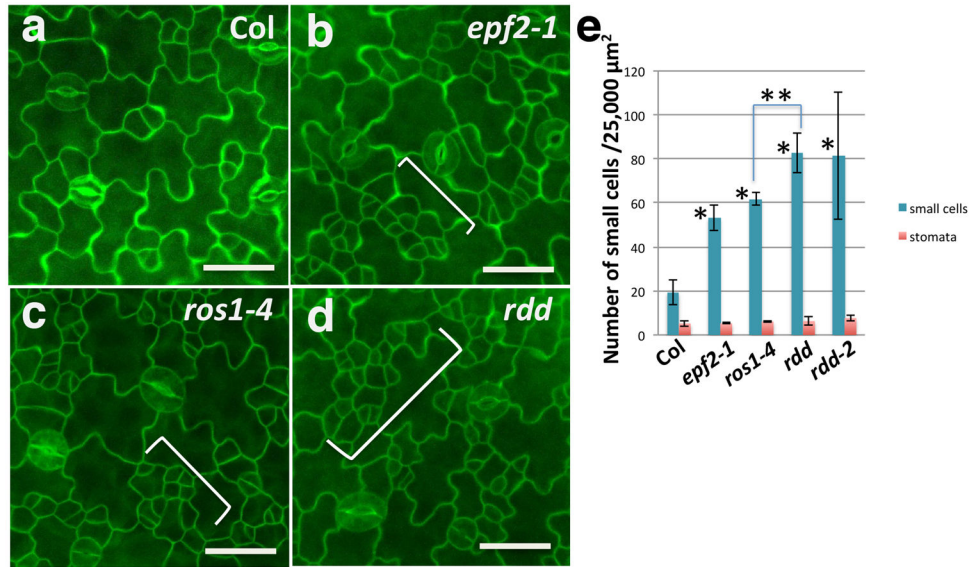 a Col
b epf2-1
c ros1-4
d rdd
e
Number of small cells /25,000 µm²
120
100
80
60
40
20
0
* * * ** * *
Col epf2-1 ros1-4 rdd rdd-2
small cells
stomata